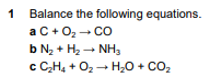 1 Balance the following equations.
a C + O₂ → CO
b N₂ + H₂ → NH₃
c C₂H₄ + O₂ → H₂O + CO₂